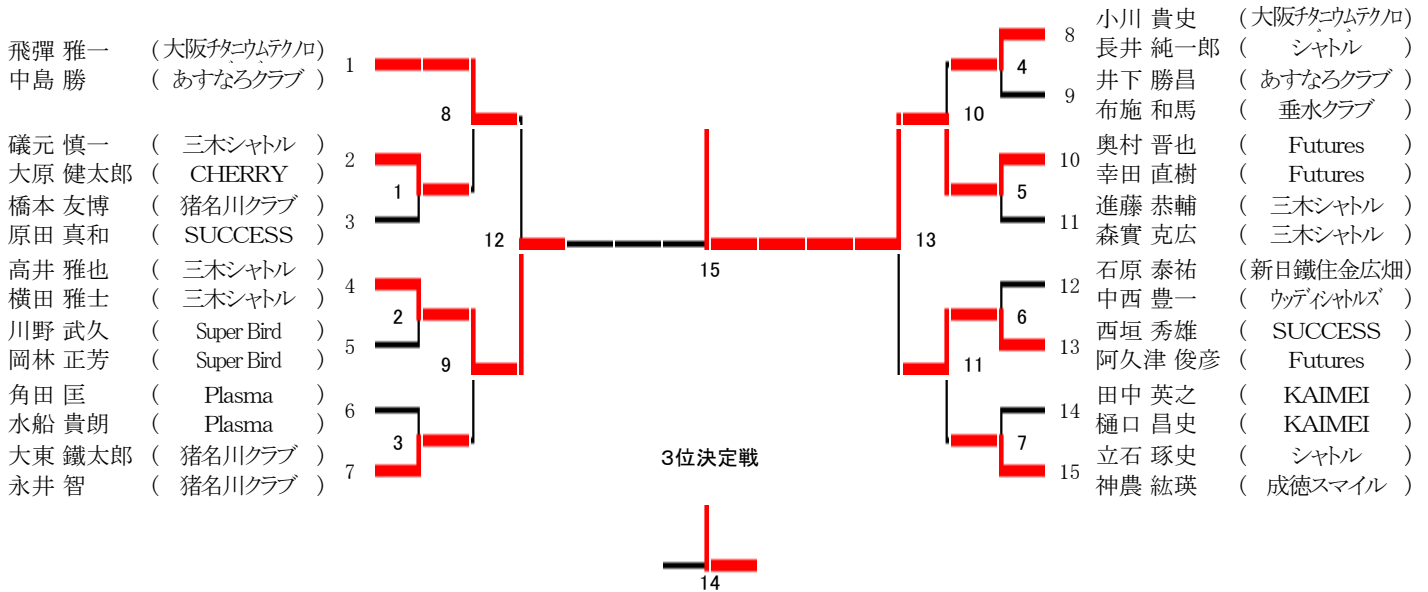 飛彈 雅一 (大阪チタニウムテクノロ)
中島 勝 ( あすなろクラブ )
1
8
礒元 慎一 ( 三木シャトル )
大原 健太郎 ( CHERRY )
2
1
橋本 友博 ( 猪名川クラブ )
原田 真和 ( SUCCESS )
3
12
高井 雅也 ( 三木シャトル )
横田 雅士 ( 三木シャトル )
4
2
川野 武久 ( Super Bird )
岡林 正芳 ( Super Bird )
5
9
角田 匡 ( Plasma )
水船 貴朗 ( Plasma )
6
3
大東 鐵太郎 ( 猪名川クラブ )
永井 智 ( 猪名川クラブ )
7
15
3位決定戦
14
小川 貴史 (大阪チタニウムテクノロ)
長井 純一郎 ( シャトル )
8
4
井下 勝昌 ( あすなろクラブ )
布施 和馬 ( 垂水クラブ )
9
10
奥村 晋也 ( Futures )
幸田 直樹 ( Futures )
10
5
進藤 恭輔 ( 三木シャトル )
森實 克広 ( 三木シャトル )
11
13
石原 泰祐 (新日鐵住金広畑)
中西 豊一 ( ウッディシャトルズ )
12
6
西垣 秀雄 ( SUCCESS )
阿久津 俊彦 ( Futures )
13
11
田中 英之 ( KAIMEI )
樋口 昌史 ( KAIMEI )
14
7
立石 琢史 ( シャトル )
神農 紘瑛 ( 成徳スマイル )
15